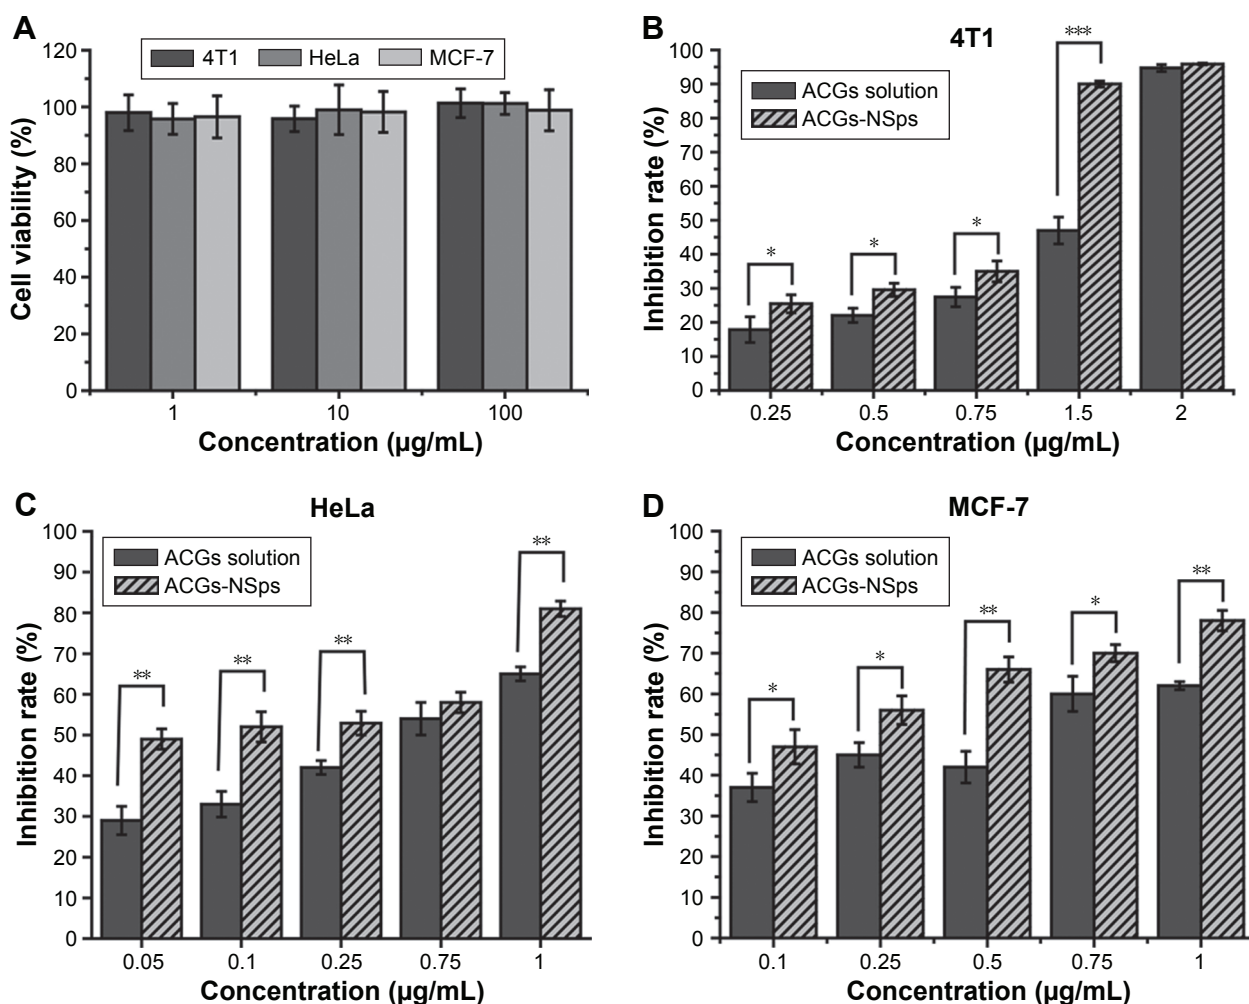 A
4T1 HeLa MCF-7
120
100
80
60
40
20
0
Cell viability (%)
1 10 100
Concentration (µg/mL)
B
4T1
ACGs solution
ACGs-NSps
100
90
80
70
60
50
40
30
20
10
0
Inhibition rate (%)
* * * ***
0.25 0.5 0.75 1.5 2
Concentration (µg/mL)
C
HeLa
ACGs solution
ACGs-NSps
100
90
80
70
60
50
40
30
20
10
0
Inhibition rate (%)
** ** ** **
0.05 0.1 0.25 0.75 1
Concentration (µg/mL)
D
MCF-7
ACGs solution
ACGs-NSps
100
90
80
70
60
50
40
30
20
10
0
Inhibition rate (%)
* * ** * **
0.1 0.25 0.5 0.75 1
Concentration (µg/mL)